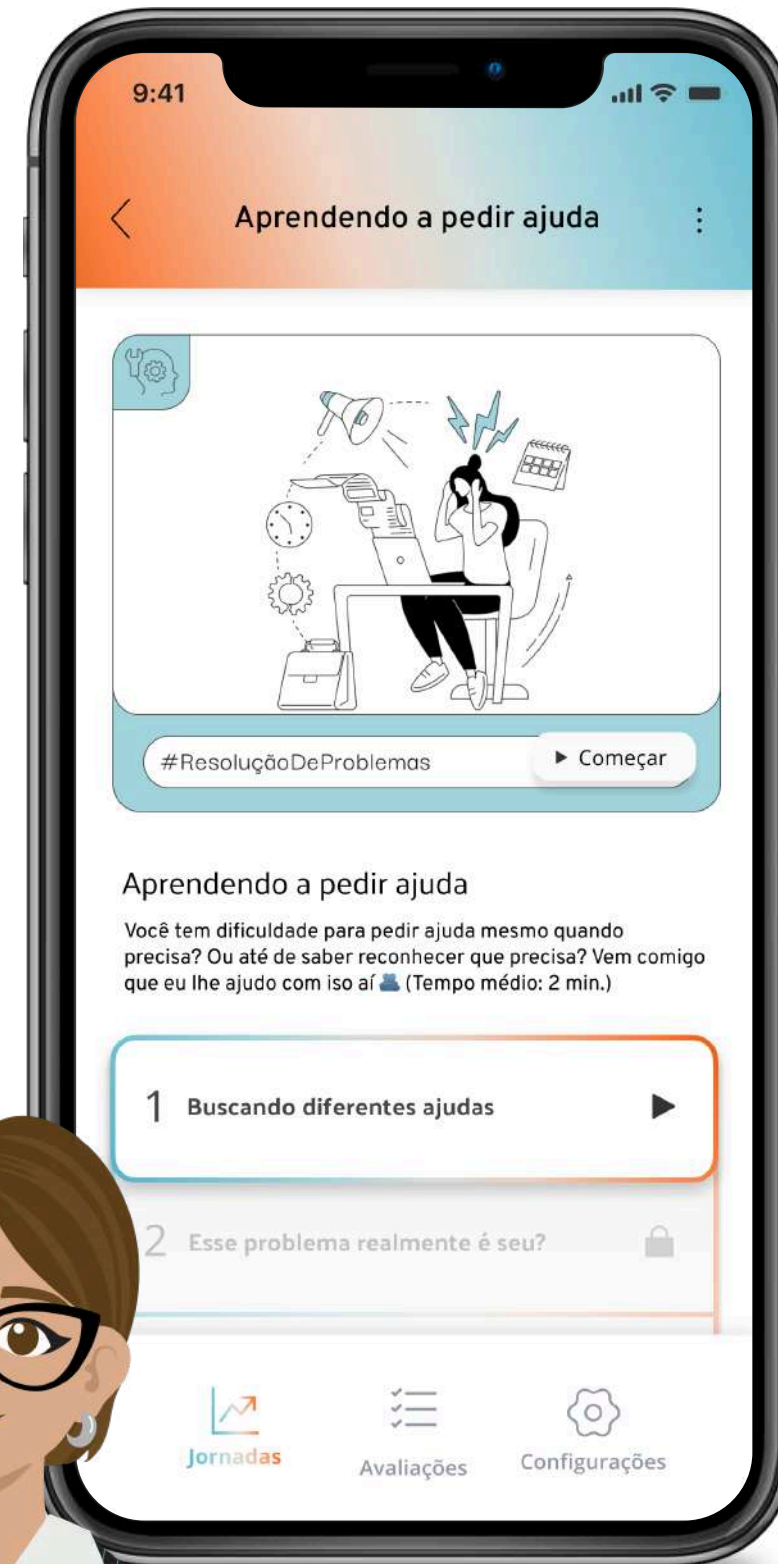 9:41
Aprendendo a pedir ajuda
#ResoluçãoDeProblemas
Começar
Aprendendo a pedir ajuda
Você tem dificuldade para pedir ajuda mesmo quando
precisa? Ou até de saber reconhecer que precisa? Vem comigo
que eu lhe ajudo com iso aí 🫂 (Tempo médio: 2 min.)
1 Buscando diferentes ajudas
2 Esse problema realmente é seu?
Jornadas
Avaliações
Configurações